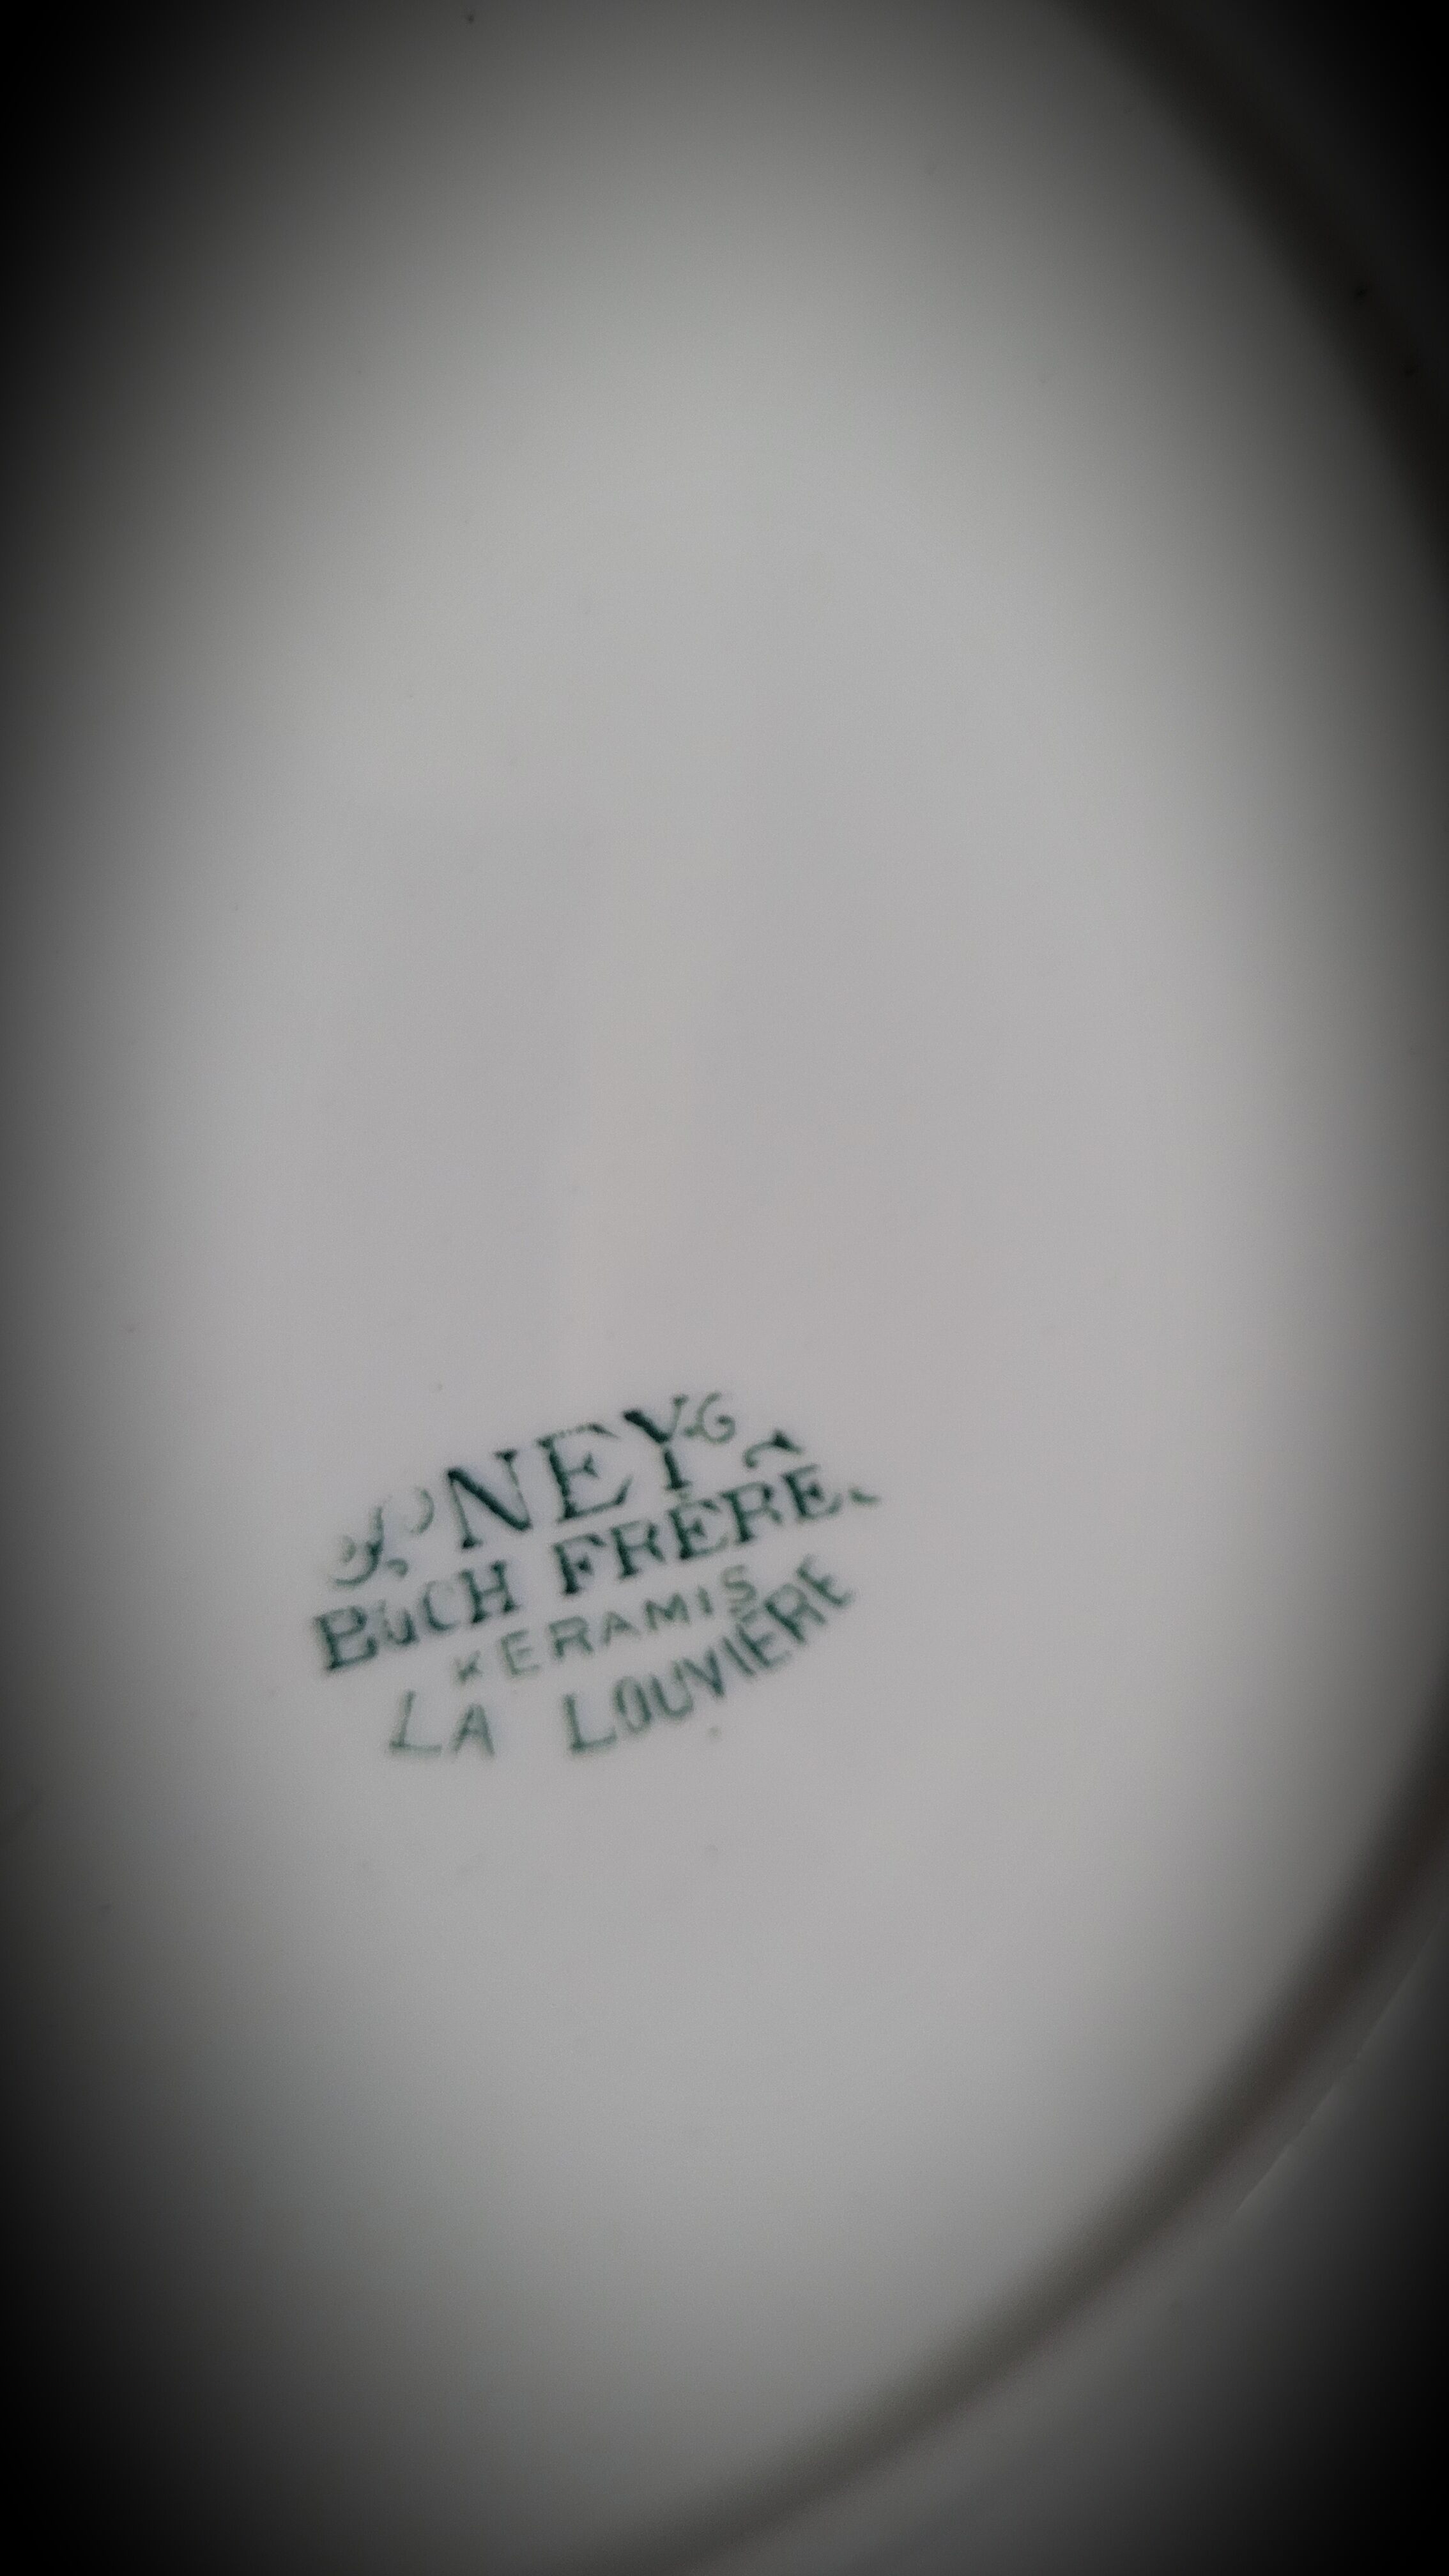 NEY
BOCH FRÈRES
KERAMIS
LA LOUVIÈRE